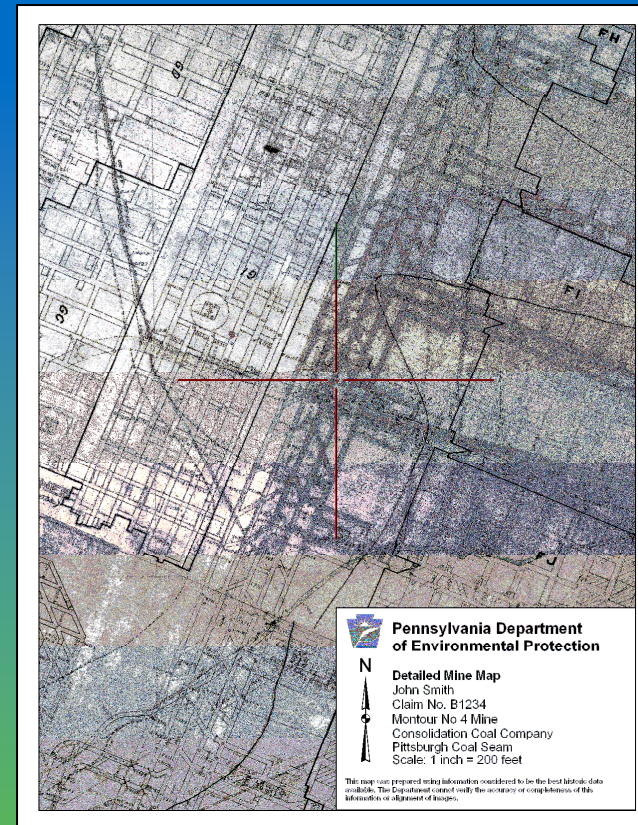 FH
GD
GI
FI
GC
FJ
Pennsylvania Department
of Environmental Protection
N
Detailed Mine Map
John Smith
Claim No. B1234
Montour No 4 Mine
Consolidation Coal Company
Pittsburgh Coal Seam
Scale: 1 inch = 200 feet
This map was prepared using information considered to be the best historic data
available. The Department cannot verify the accuracy or completeness of this
information or alignment of images.